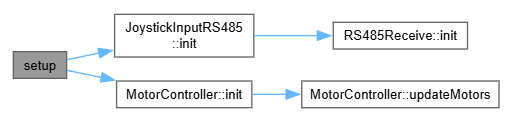 setup
JoystickInputRS485
::init
RS485Receive::init
MotorController::init
MotorController::updateMotors